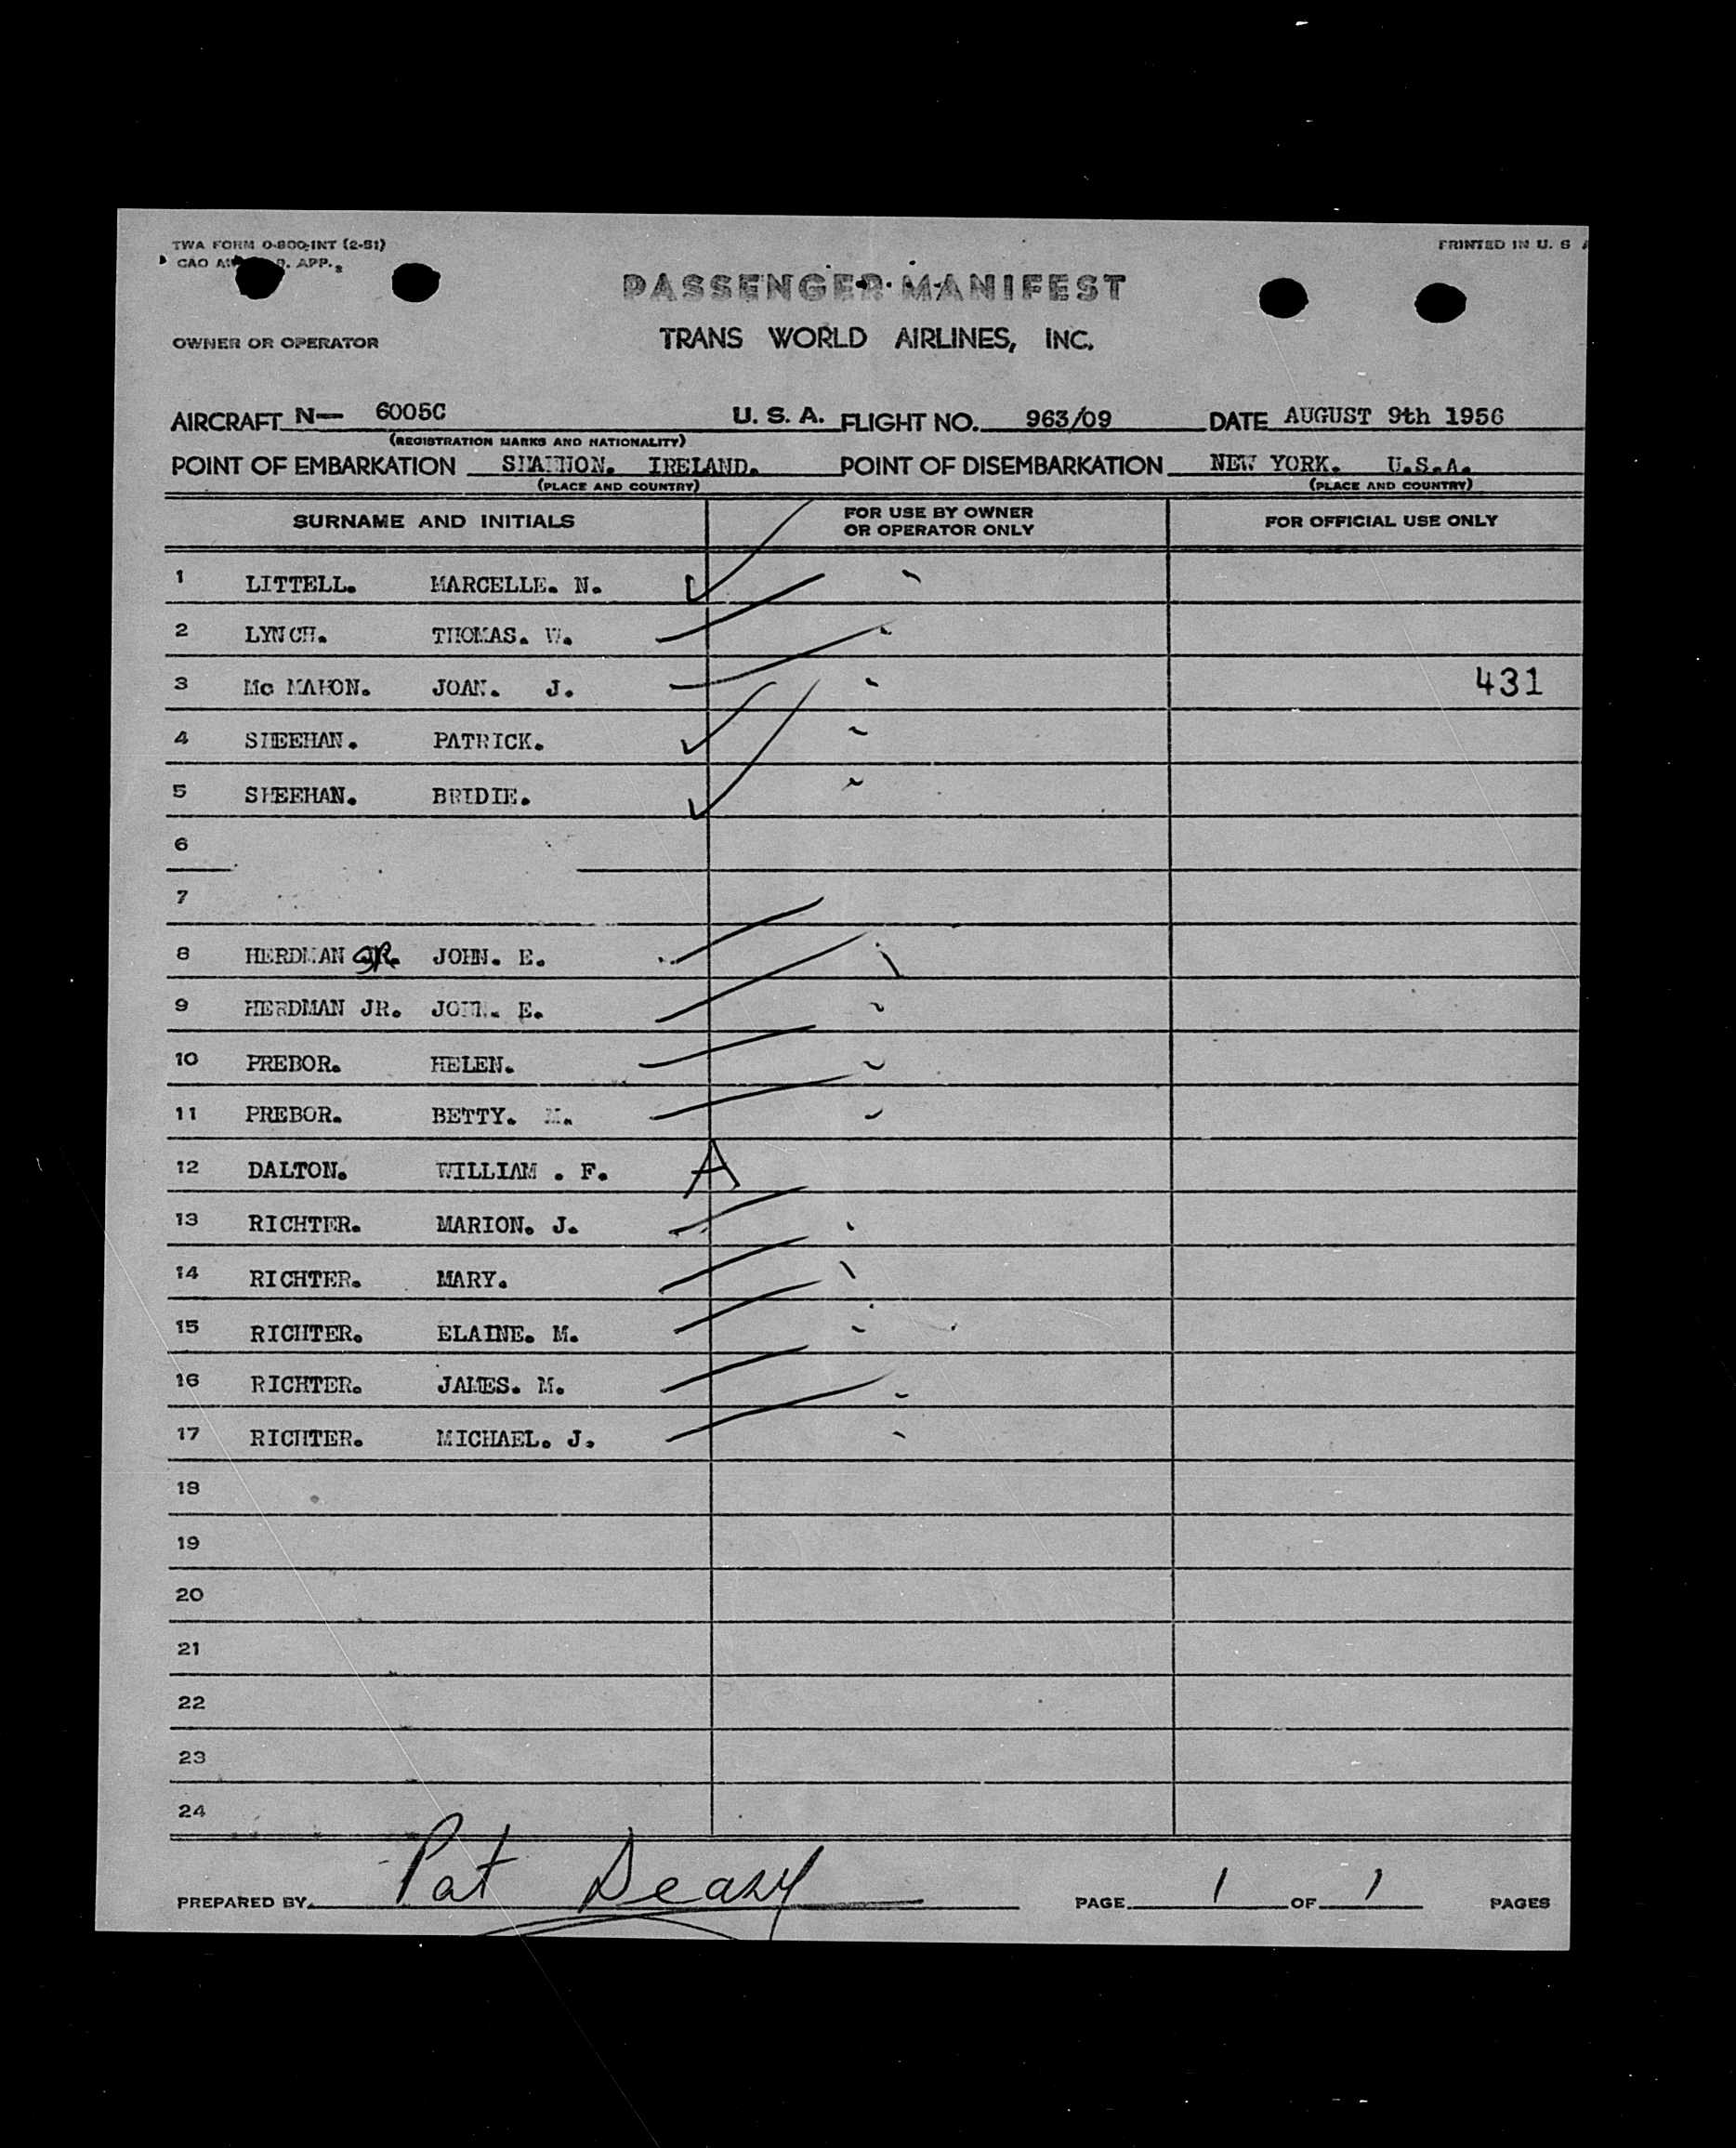 TWA FORM 0-800-INT (2-51)
PRINTED IN U. S
CAO APP.
PASSENGER MANIFEST
OWNER OR OPERATOR
TRANS WORLD AIRLINES, INC.
AIRCRAFT N— 6005C U. S. A. FLIGHT NO. 963/09 DATE AUGUST 9th 1956
(REGISTRATION MARKS AND NATIONALITY)
POINT OF EMBARKATION SHANNON. IRELAND. POINT OF DISEMBARKATION NEW YORK. U.S.A.
(PLACE AND COUNTRY) (PLACE AND COUNTRY)
SURNAME AND INITIALS FOR USE BY OWNER OR OPERATOR ONLY FOR OFFICIAL USE ONLY
1 LITTELL. MARCELLE. N.
2 LYNCH. THOMAS. W.
3 Mc MAHON. JOAN. J. 431
4 SHEEHAN. PATRICK.
5 SHEEHAN. BRIDIE.
6
7
8 HERDMAN SR. JOHN. E.
9 HERDMAN JR. JOHN. E.
10 PREBOR. HELEN.
11 PREBOR. BETTY. M.
12 DALTON. WILLIAM . F. A
13 RICHTER. MARION. J.
14 RICHTER. MARY.
15 RICHTER. ELAINE. M.
16 RICHTER. JAMES. M.
17 RICHTER. MICHAEL. J.
18
19
20
21
22
23
24
PREPARED BY Pat Deasy PAGE 1 OF 1 PAGES